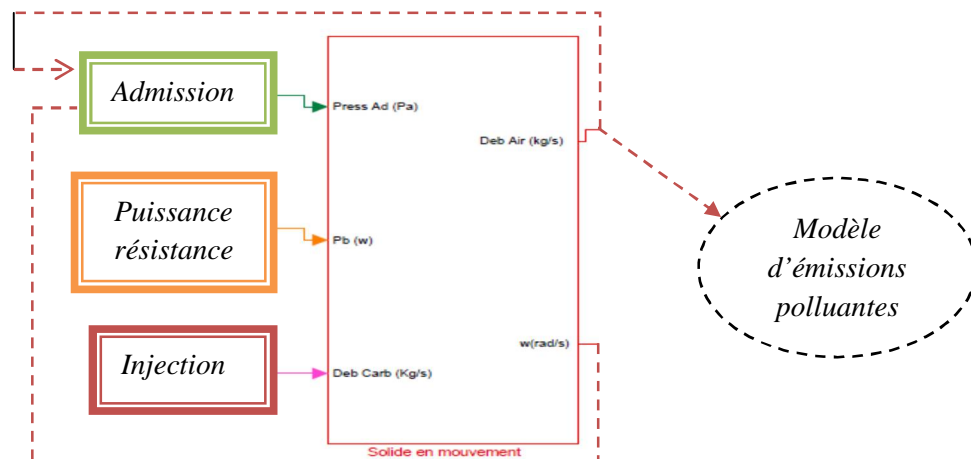 Admission
Press Ad (Pa)
Deb Air (kg/s)
Puissance
résistance
Pb (w)
Modèle
d'émissions
polluantes
w(rad/s)
Injection
Deb Carb (Kg/s)
Solide en mouvement